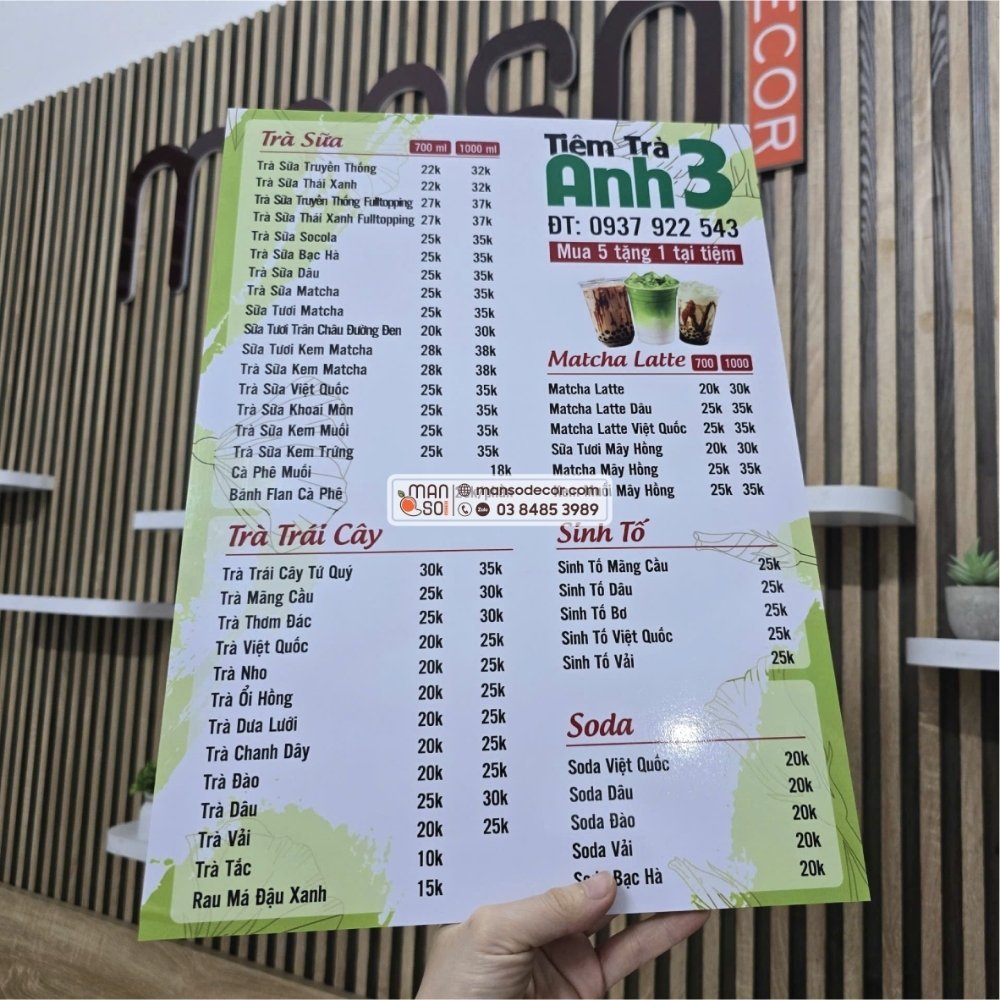 manso
ECOR
Trà Sữa 700 ml 1000 ml
Trà Sữa Truyền Thống 22k 32k
Trà Sữa Thái Xanh 22k 32k
Trà Sữa Truyền Thống Fulltopping 27k 37k
Trà Sữa Thái Xanh Fulltopping 27k 37k
Trà Sữa Socola 25k 35k
Trà Sữa Bạc Hà 25k 35k
Trà Sữa Dâu 25k 35k
Trà Sữa Matcha 25k 35k
Sữa Tươi Matcha 25k 35k
Sữa Tươi Trân Châu Đường Đen 20k 30k
Sữa Tươi Kem Matcha 28k 38k
Trà Sữa Kem Matcha 28k 38k
Trà Sữa Việt Quốc 25k 35k
Trà Sữa Khoai Môn 25k 35k
Trà Sữa Kem Muối 25k 35k
Trà Sữa Kem Trứng 25k 35k
Cà Phê Muối 18k
Bánh Flan Cà Phê
Tiệm Trà
Anh 3
ĐT: 0937 922 543
Mua 5 tặng 1 tại tiệm
Matcha Latte 700 1000
Matcha Latte 20k 30k
Matcha Latte Dâu 25k 35k
Matcha Latte Việt Quốc 25k 35k
Sữa Tươi Mây Hồng 20k 30k
Matcha Mây Hồng 25k 35k
Muối Mây Hồng 25k 35k
MAN SO
mansodecor.com
Zalo 03 8485 3989
Trà Trái Cây
Trà Trái Cây Tứ Quý 30k 35k
Trà Mãng Cầu 25k 30k
Trà Thơm Đác 25k 30k
Trà Việt Quốc 20k 25k
Trà Nho 20k 25k
Trà Ổi Hồng 20k 25k
Trà Dưa Lưới 20k 25k
Trà Chanh Dây 20k 25k
Trà Đào 20k 25k
Trà Dâu 25k 30k
Trà Vải 20k 25k
Trà Tắc 10k
Rau Má Đậu Xanh 15k
Sinh Tố
Sinh Tố Mãng Cầu 25k
Sinh Tố Dâu 25k
Sinh Tố Bơ 25k
Sinh Tố Việt Quốc 25k
Sinh Tố Vải 25k
Soda
Soda Việt Quốc 20k
Soda Dâu 20k
Soda Đào 20k
Soda Vải 20k
Bạc Hà 20k